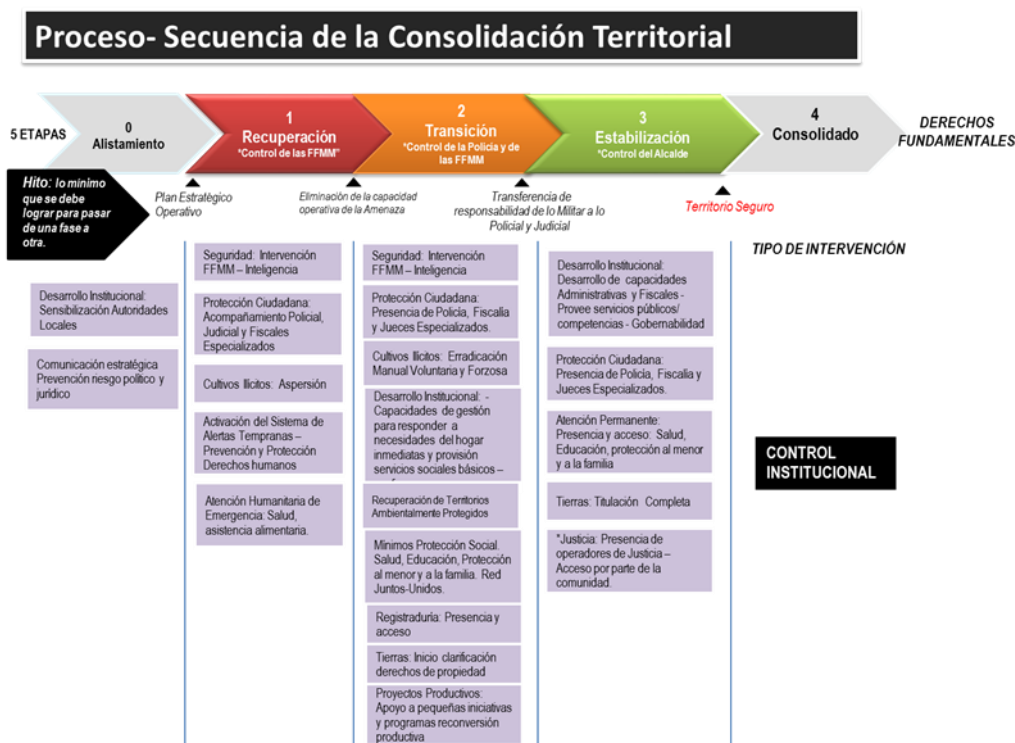 Proceso- Secuencia de la Consolidación Territorial
5 ETAPAS
0
Alistamiento
1
Recuperación
*Control de las FFMM"
2
Transición
*Control de la Policía y de
las FFMM
3
Estabilización
*Control del Alcalde
4
Consolidado
DERECHOS
FUNDAMENTALES
Hito: lo mínimo
que se debe
lograr para pasar
de una fase a
otra.
Plan Estratégico
Operativo
Eliminación de la capacidad
operativa de la Amenaza
Transferencia de
responsabilidad de lo Militar a lo
Policial y Judicial
Territorio Seguro
TIPO DE INTERVENCIÓN
Desarrollo Institucional:
Sensibilización Autoridades
Locales
Comunicación estratégica
Prevención riesgo político y
jurídico
Seguridad: Intervención
FFMM – Inteligencia
Protección Ciudadana:
Acompañamiento Policial,
Judicial y Fiscales
Especializados
Cultivos Ilícitos: Aspersión
Activación del Sistema de
Alertas Tempranas –
Prevención y Protección
Derechos humanos
Atención Humanitaria de
Emergencia: Salud,
asistencia alimentaria.
Seguridad: Intervención
FFMM – Inteligencia
Protección Ciudadana:
Presencia de Policía, Fiscalía
y Jueces Especializados.
Cultivos Ilícitos: Erradicación
Manual Voluntaria y Forzosa
Desarrollo Institucional: -
Capacidades de gestión
para responder a
necesidades del hogar
inmediatas y provisión
servicios sociales básicos –
Recuperación de Territorios
Ambientalmente Protegidos
Mínimos Protección Social.
Salud, Educación, Protección
al menor y a la familia. Red
Juntos-Unidos.
Registraduría: Presencia y
acceso
Tierras: Inicio clarificación
derechos de propiedad
Proyectos Productivos:
Apoyo a pequeñas iniciativas
y programas reconversión
productiva
Desarrollo Institucional:
Desarrollo de capacidades
Administrativas y Fiscales -
Provee servicios públicos/
competencias - Gobernabilidad
Protección Ciudadana:
Presencia de Policía, Fiscalía y
Jueces Especializados.
Atención Permanente:
Presencia y acceso: Salud,
Educación, protección al menor
y a la familia
Tierras: Titulación Completa
*Justicia: Presencia de
operadores de Justicia –
Acceso por parte de la
comunidad.
CONTROL
INSTITUCIONAL